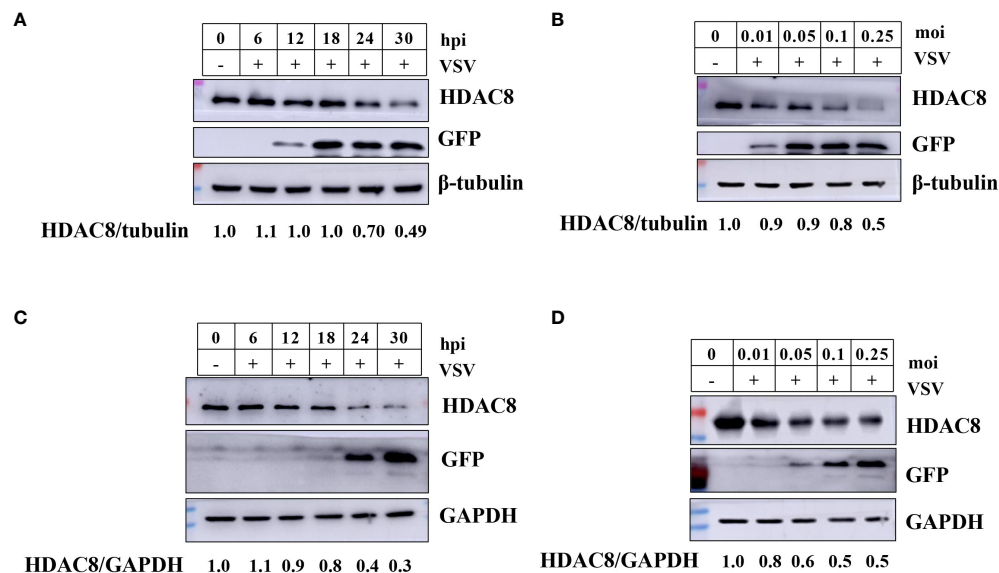 A
0 6 12 18 24 30 hpi
- + + + + + VSV
HDAC8
GFP
β-tubulin
HDAC8/tubulin 1.0 1.1 1.0 1.0 0.70 0.49
B
0 0.01 0.05 0.1 0.25 moi
- + + + + VSV
HDAC8
GFP
β-tubulin
HDAC8/tubulin 1.0 0.9 0.9 0.8 0.5
C
0 6 12 18 24 30 hpi
- + + + + + VSV
HDAC8
GFP
GAPDH
HDAC8/GAPDH 1.0 1.1 0.9 0.8 0.4 0.3
D
0 0.01 0.05 0.1 0.25 moi
- + + + + VSV
HDAC8
GFP
GAPDH
HDAC8/GAPDH 1.0 0.8 0.6 0.5 0.5